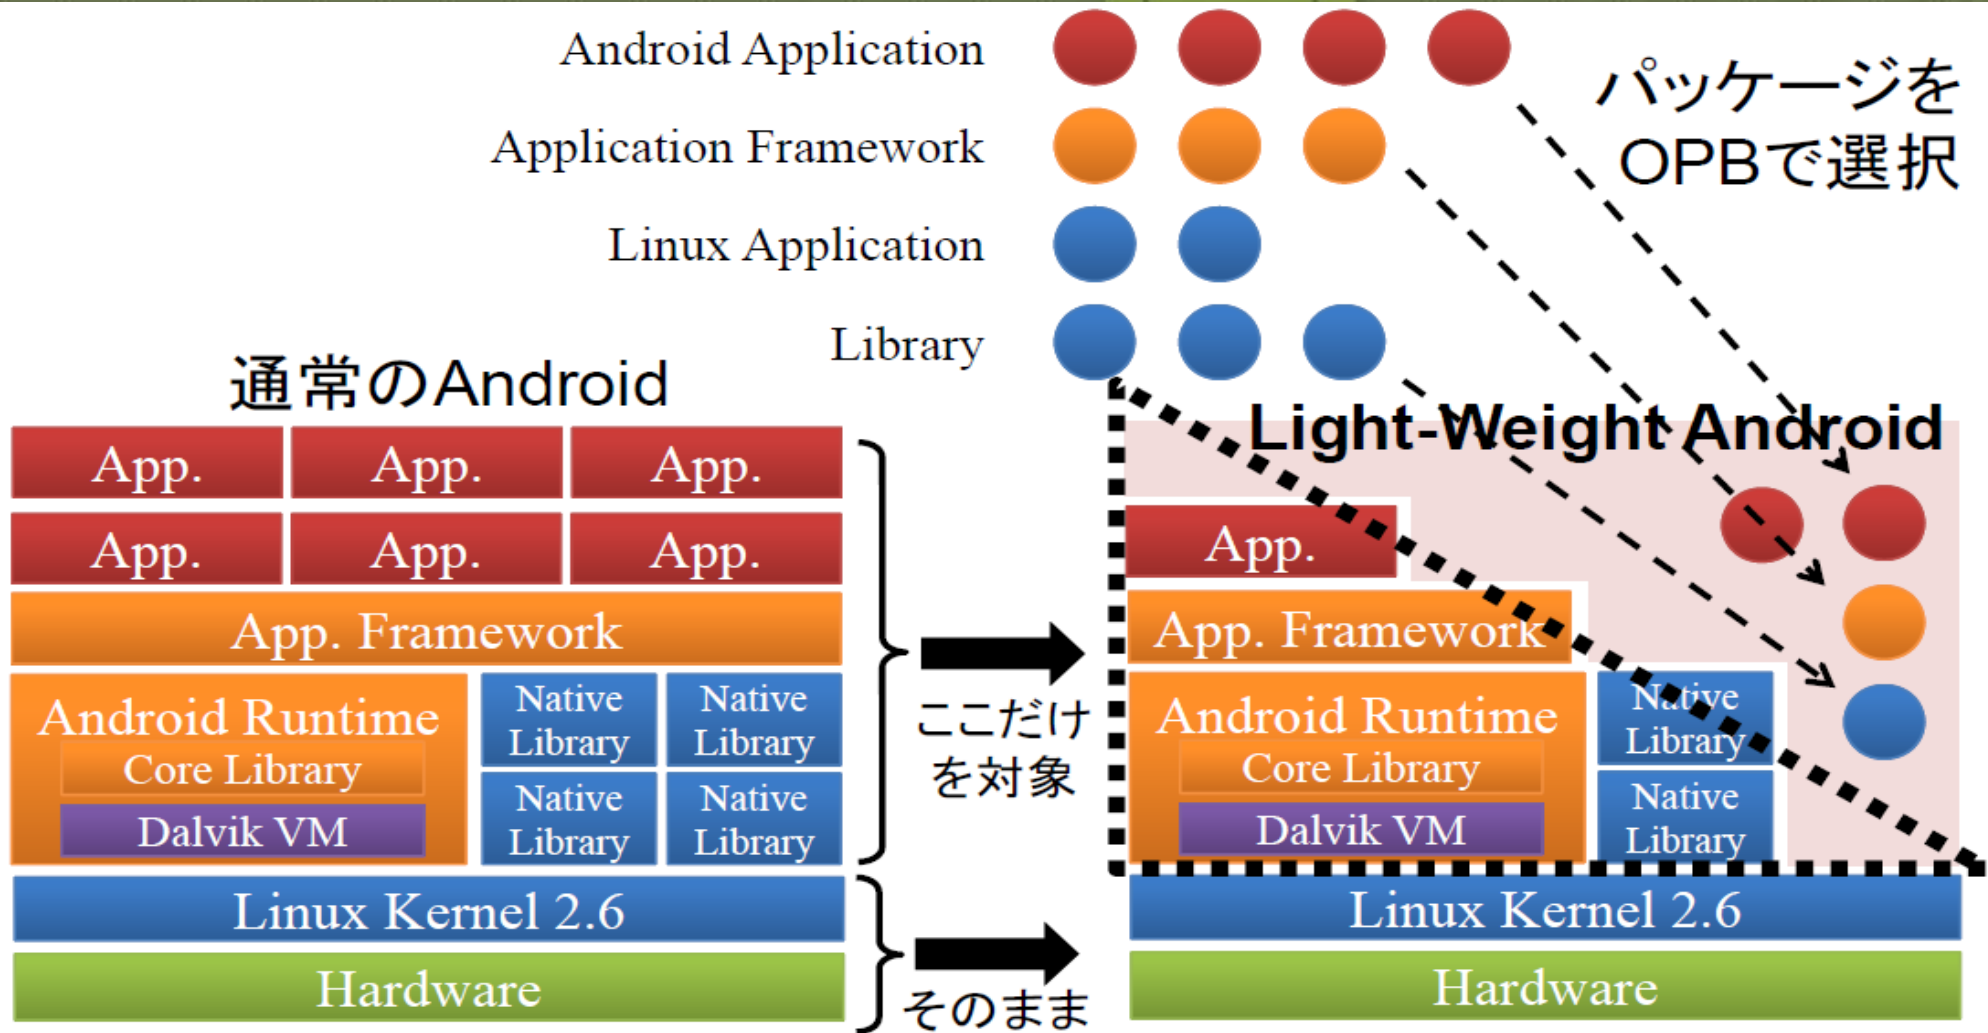 Android Application
Application Framework
Linux Application
Library
パッケージを
OPBで選択
通常のAndroid
App.
App.
App.
App.
App.
App.
App. Framework
Android Runtime
Core Library
Dalvik VM
Native
Library
Native
Library
Native
Library
Native
Library
Linux Kernel 2.6
Hardware
ここだけ
を対象
そのまま
Light-Weight Android
App.
App. Framework
Android Runtime
Core Library
Dalvik VM
Native
Library
Native
Library
Linux Kernel 2.6
Hardware